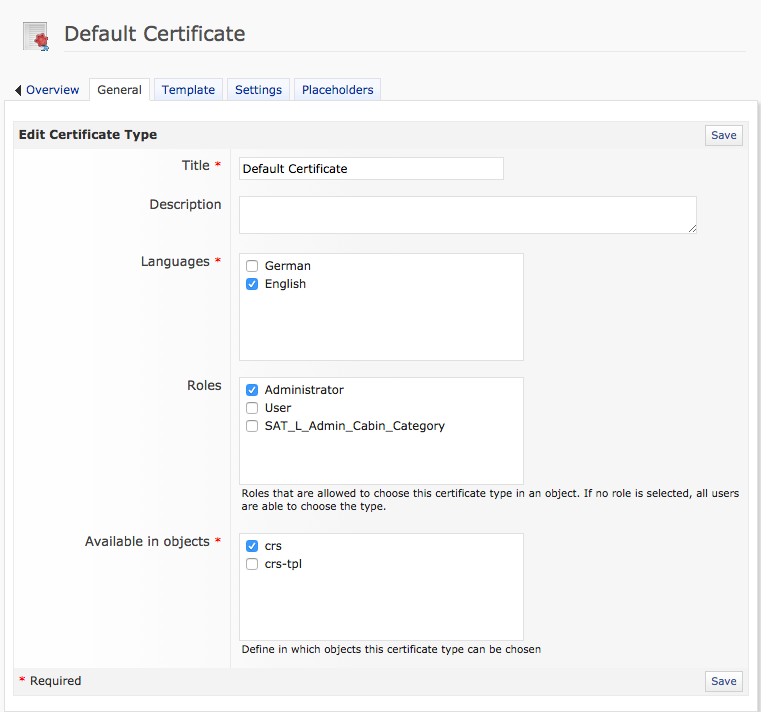 Default Certificate
Overview General Template Settings Placeholders
Edit Certificate Type Save
Title * Default Certificate
Description
Languages * German
English
Roles Administrator
User
SAT_L_Admin_Cabin_Category
Roles that are allowed to choose this certificate type in an object. If no role is selected, all users
are able to choose the type.
Available in objects * crs
crs-tpl
Define in which objects this certificate type can be chosen
* Required Save